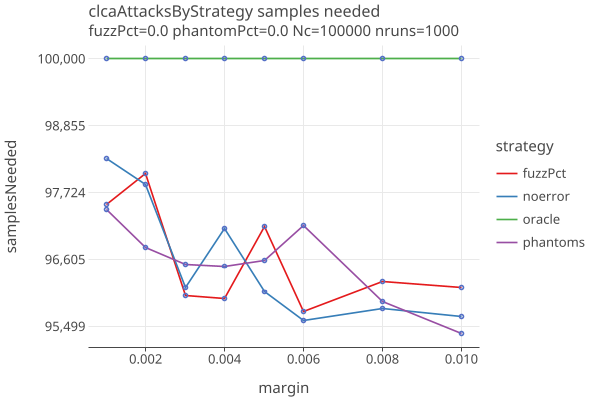 clcaAttacksByStrategy samples needed
fuzzPct=0.0 phantomPct=0.0 Nc=100000 nruns=1000
100,000
98,855
97,724
96,605
95,499
samplesNeeded
0.002
0.004
0.006
0.008
0.010
margin
strategy
fuzzPct
noerror
oracle
phantoms